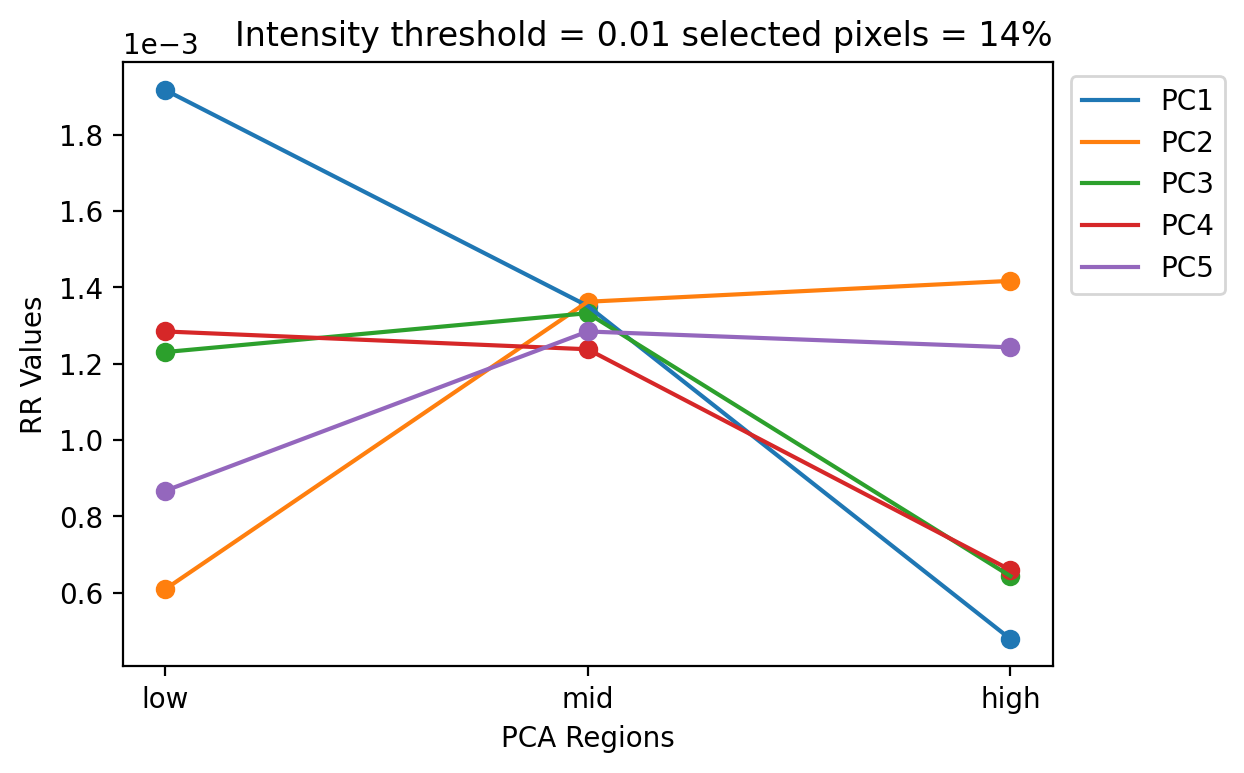 Intensity threshold = 0.01 selected pixels = 14%
1e−3
1.8
1.6
1.4
1.2
1.0
0.8
0.6
RR Values
low mid high
PCA Regions
PC1
PC2
PC3
PC4
PC5